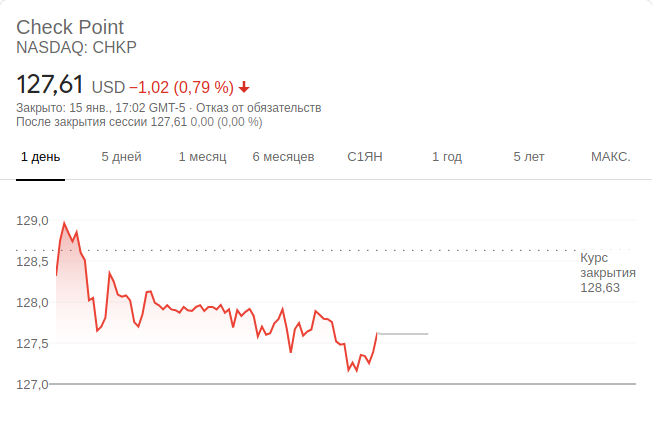 Check Point
NASDAQ: CHKP
127,61 USD −1,02 (0,79 %)
Закрыто: 15 янв., 17:02 GMT-5 · Отказ от обязательств
После закрытия сессии 127,61 0,00 (0,00 %)
1 день 5 дней 1 месяц 6 месяцев С1ЯН 1 год 5 лет МАКС.
129,0
128,5
128,0
127,5
127,0
Курс
закрытия
128,63